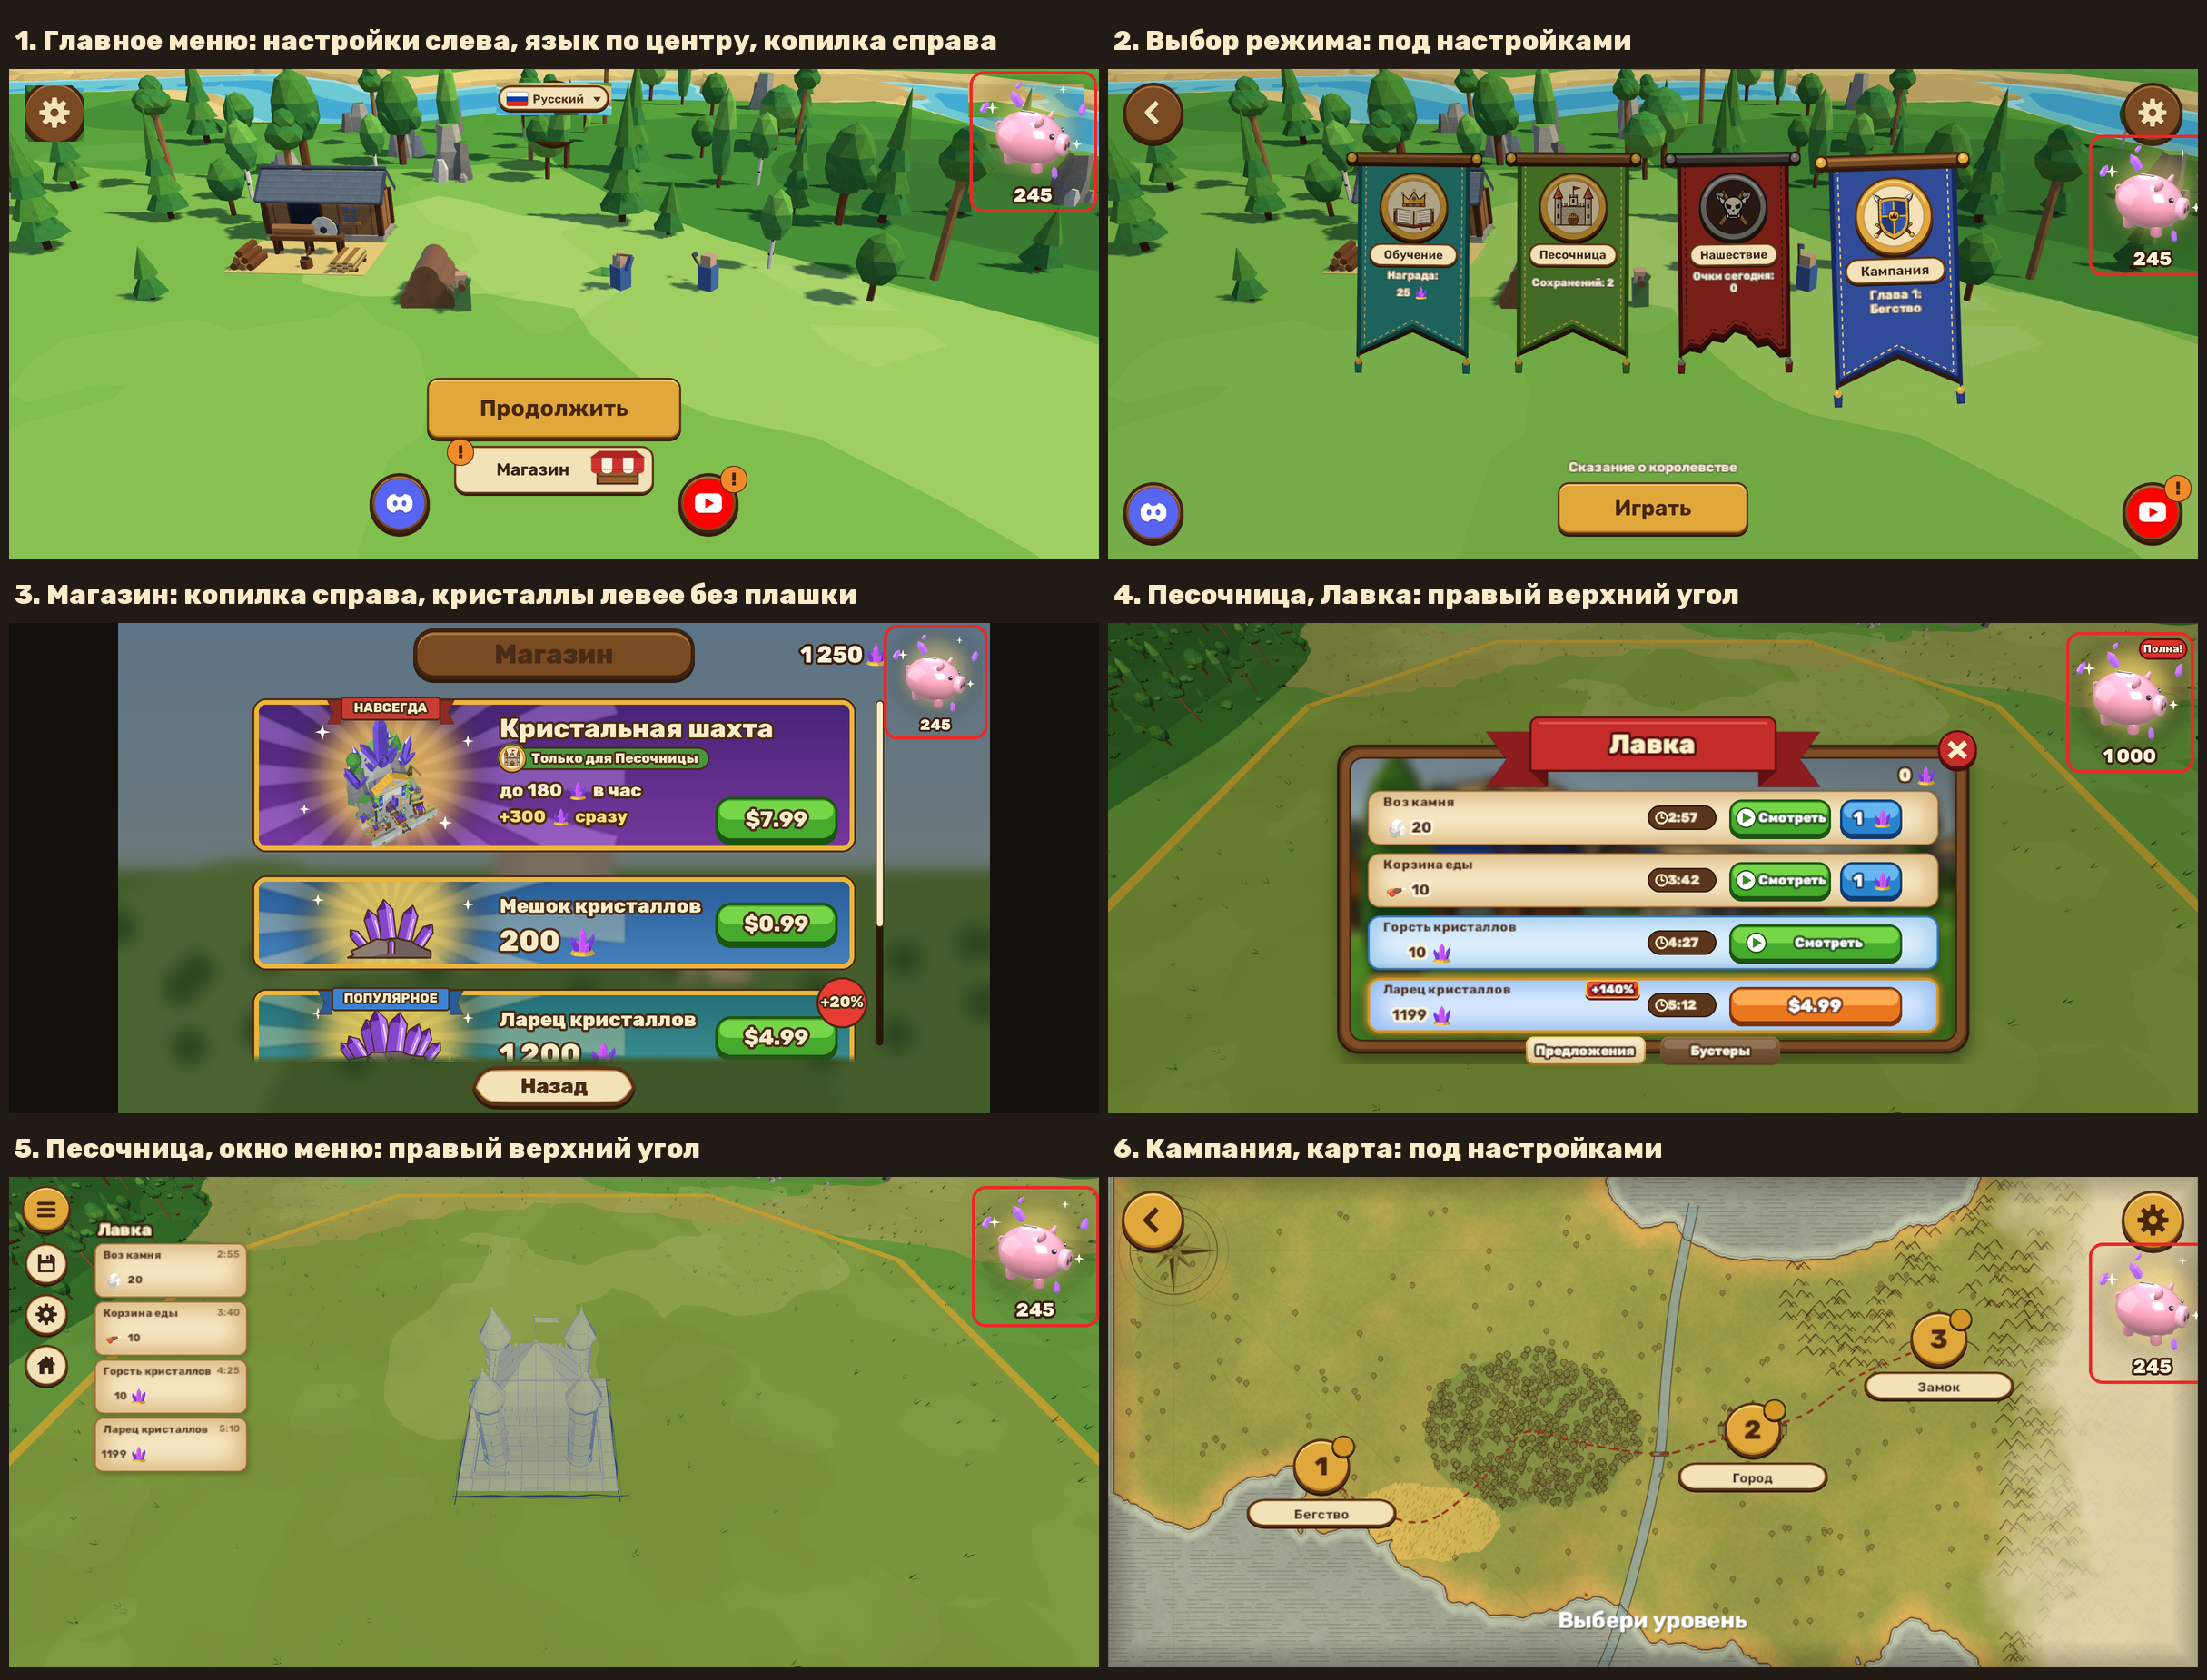 1. Главное меню: настройки слева, язык по центру, копилка справа
Русский
245
Продолжить
!
Магазин
!
2. Выбор режима: под настройками
Обучение
Награда:
25
Песочница
Сохранений: 2
Нашествие
Очки сегодня:
0
Кампания
Глава 1:
Бегство
245
Сказание о королевстве
Играть
!
3. Магазин: копилка справа, кристаллы левее без плашки
Магазин
1250
245
НАВСЕГДА
Кристальная шахта
Только для Песочницы
до 180 в час
+300 сразу
$7.99
Мешок кристаллов
200
$0.99
ПОПУЛЯРНОЕ
+20%
Ларец кристаллов
1200
$4.99
Назад
4. Песочница, Лавка: правый верхний угол
Полна!
1000
Лавка
0
Воз камня
20
2:57
Смотреть
1
Корзина еды
10
3:42
Смотреть
1
Горсть кристаллов
10
4:27
Смотреть
Ларец кристаллов
1199
+140%
5:12
$4.99
Предложения
Бустеры
5. Песочница, окно меню: правый верхний угол
245
Лавка
Воз камня 2:55
20
Корзина еды 3:40
10
Горсть кристаллов 4:25
10
Ларец кристаллов 5:10
1199
6. Кампания, карта: под настройками
245
3
Замок
2
Город
1
Бегство
Выбери уровень